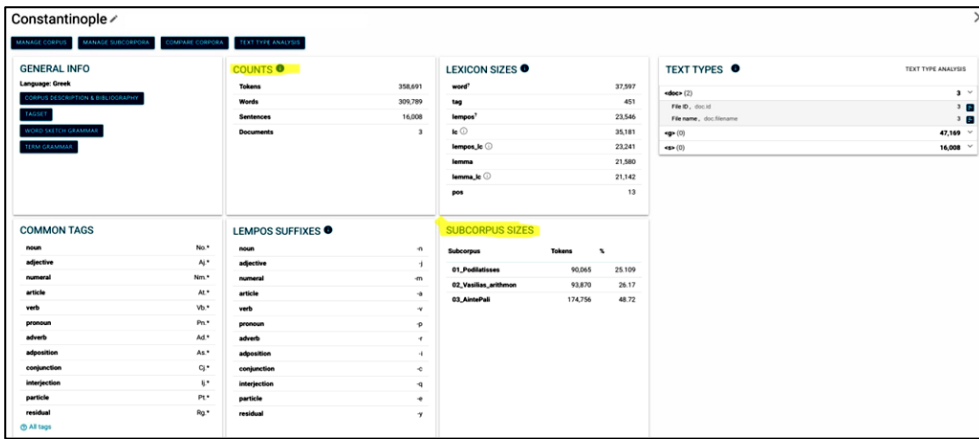 Constantinople
MANAGE CORPUS MANAGE SUBCORPORA COMPARE CORPORA TEXT TYPE ANALYSIS
GENERAL INFO
Language: Greek
CORPUS DESCRIPTION & BIBLIOGRAPHY
TAGSET
WORD SKETCH GRAMMAR
TERM GRAMMAR
COUNTS
Tokens 358,691
Words 309,789
Sentences 16,008
Documents 3
LEXICON SIZES
word? 37,597
tag 451
lempos? 23,546
lc 35,181
lempos_lc 23,241
lemma 21,580
lemma_lc 21,142
pos 13
TEXT TYPES TEXT TYPE ANALYSIS
<doc> (2) 3
File ID, doc.id 3
File name, doc.filename 3
<g> (0) 47,169
<s> (0) 16,008
COMMON TAGS
noun No.*
adjective Aj.*
numeral Nm.*
article At.*
verb Vb.*
pronoun Pn.*
adverb Ad.*
adposition As.*
conjunction Cj.*
interjection Ij.*
particle Pt.*
residual Rg.*
All tags
LEMPOS SUFFIXES
noun -n
adjective -j
numeral -m
article -a
verb -v
pronoun -p
adverb -r
adposition -i
conjunction -c
interjection -q
particle -e
residual -y
SUBCORPUS SIZES
Subcorpus Tokens %
01_Podilatisses 90,065 25.109
02_Vasilias_arithmon 93,870 26.17
03_AintePali 174,756 48.72